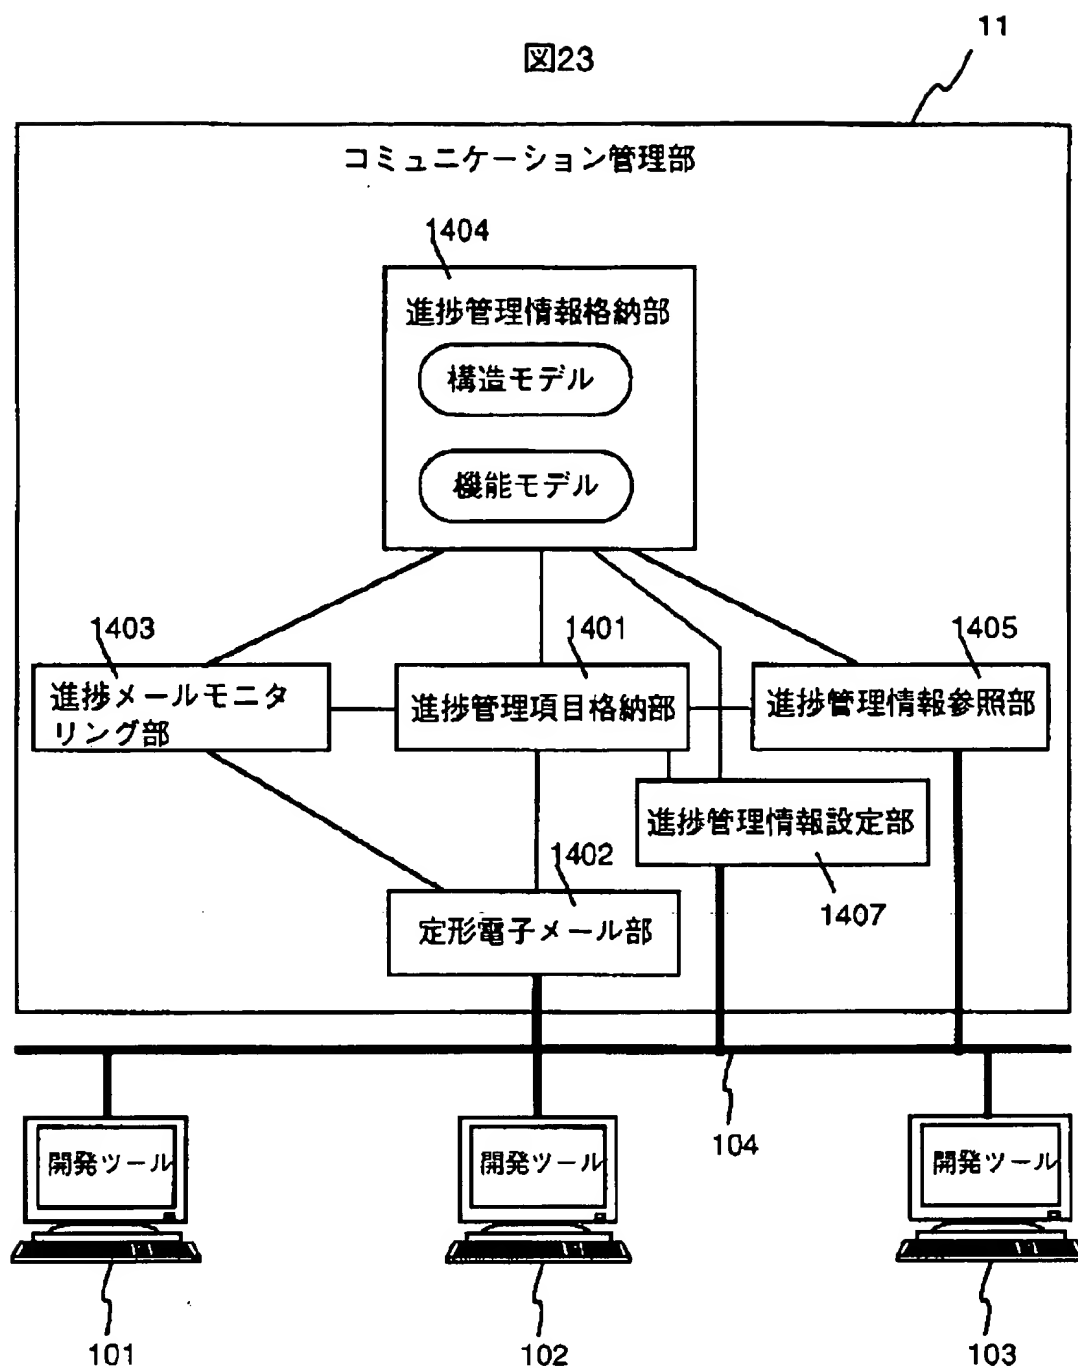 図23
11
コミュニケーション管理部
1404
進捗管理情報格納部
構造モデル
機能モデル
1403
1401
1405
進捗メールモニタ
リング部
進捗管理項目格納部
進捗管理情報参照部
進捗管理情報設定部
1402
1407
定形電子メール部
104
開発ツール
開発ツール
開発ツール
101
102
103